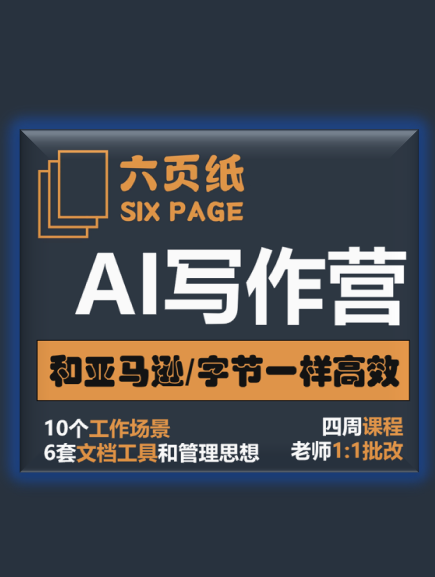 六页纸
SIX PAGE
AI写作营
和亚马逊/字节一样高效
10个工作场景
6套文档工具和管理思想
四周课程
老师1:1批改